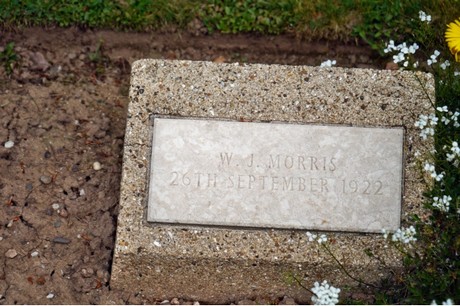 W. J. MORRIS
26TH SEPTEMBER 1922